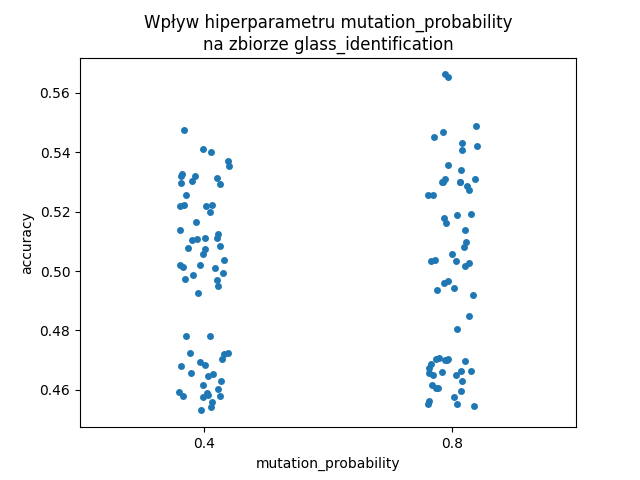 Wpływ hiperparametru mutation_probability
na zbiorze glass_identification
accuracy
0.56
0.54
0.52
0.50
0.48
0.46
0.4
0.8
mutation_probability